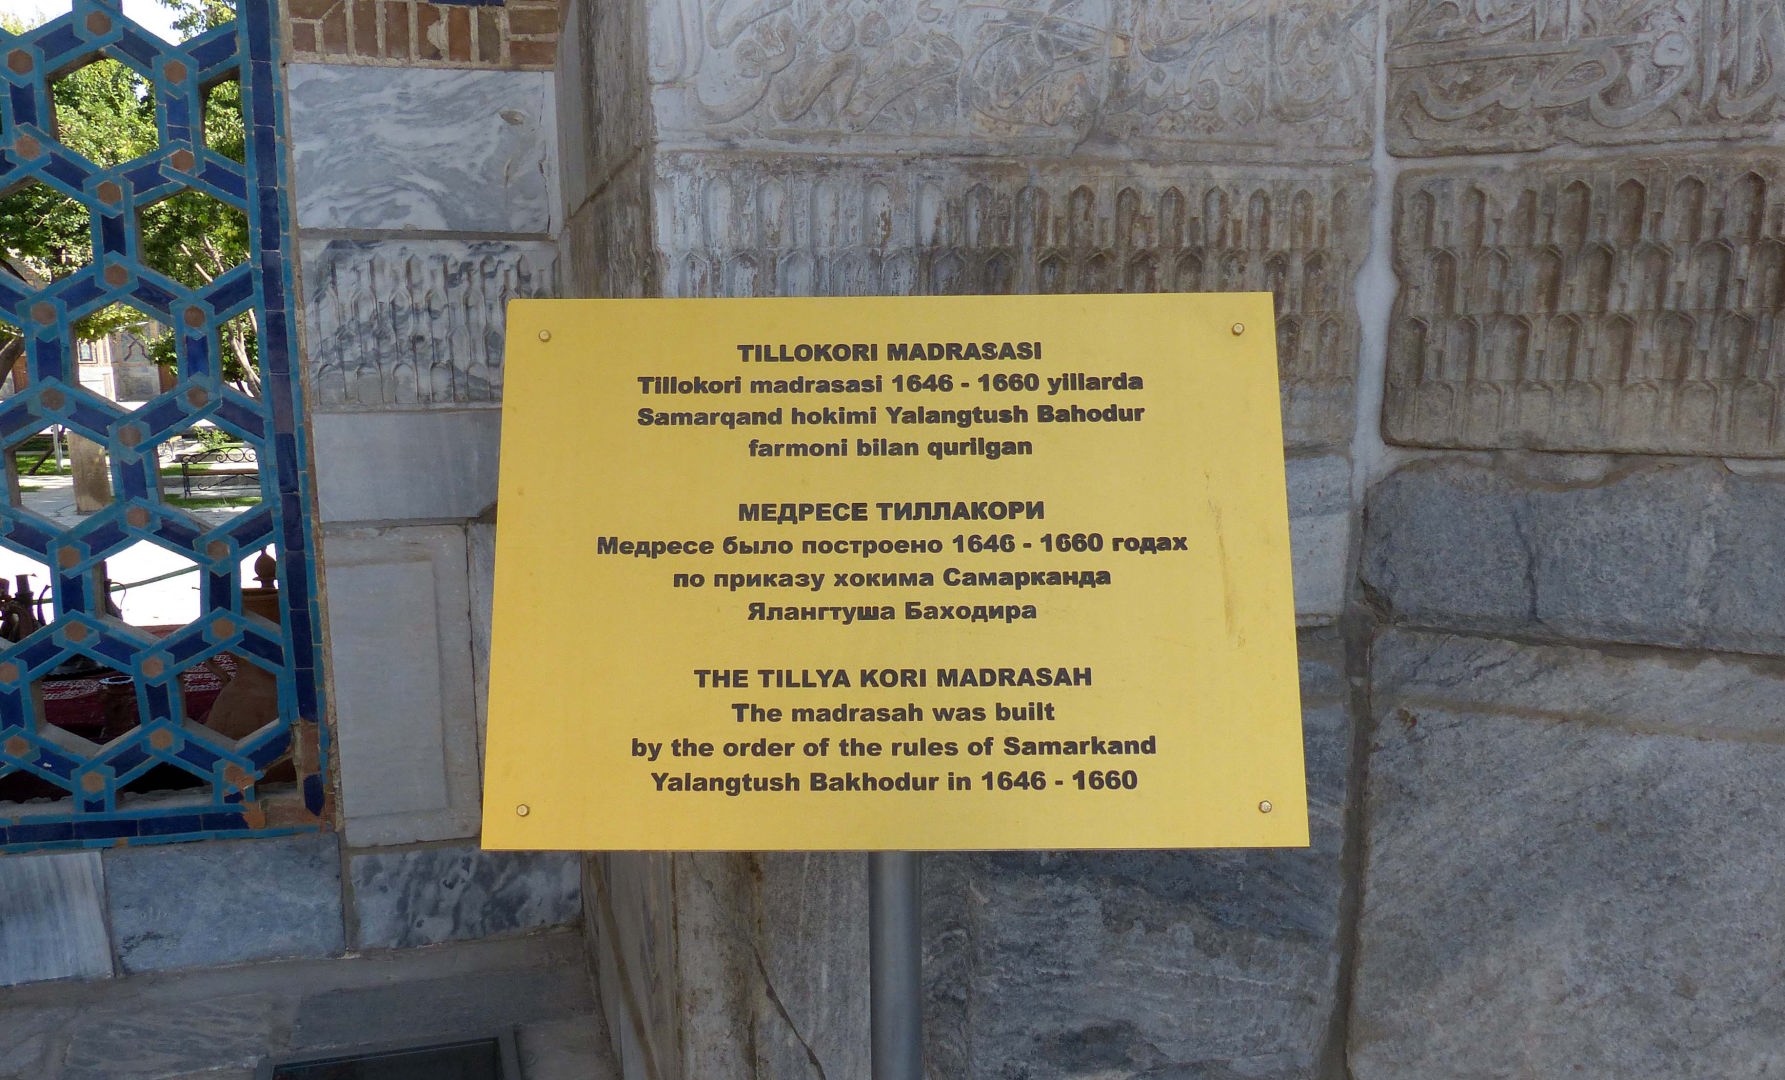 TILLOKORI MADRASASI
Tillokori madrasasi 1646 - 1660 yillarda
Samarqand hokimi Yalangtush Bahodur
farmoni bilan qurilgan
МЕДРЕСЕ ТИЛЛАКОРИ
Медресе было построено 1646 - 1660 годах
по приказу хокима Самарканда
Ялангтуша Баходира
THE TILLYA KORI MADRASAH
The madrasah was built
by the order of the rules of Samarkand
Yalangtush Bakhodur in 1646 - 1660